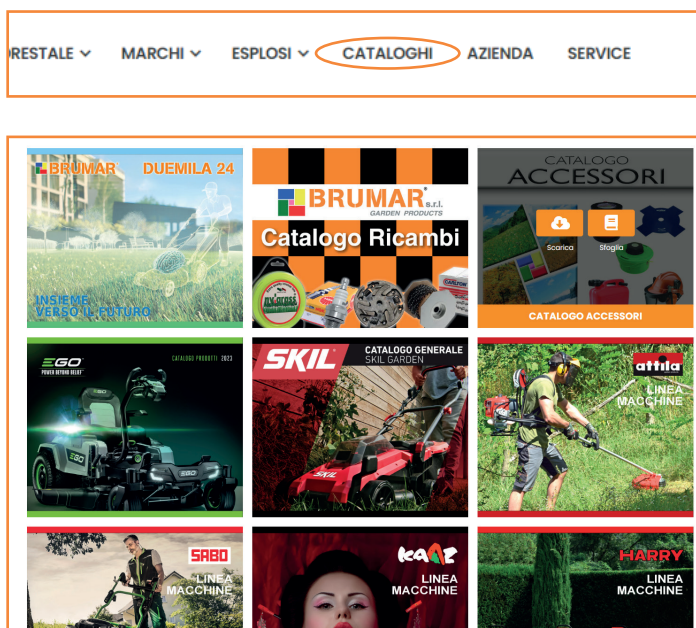 RESTALE MARCHI ESPLOSI CATALOGHI AZIENDA SERVICE
BRUMAR DUEMILA 24
INSIEME
VERSO IL FUTURO
BRUMAR s.r.l.
GARDEN PRODUCTS
Catalogo Ricambi
CATALOGO
ACCESSORI
Scarica Sfoglia
CATALOGO ACCESSORI
EGO
POWER BEYOND BELIEF
CATALOGO PRODOTTI 2023
EGO
SKIL
CATALOGO GENERALE
SKIL GARDEN
SKIL
attila
LINEA
MACCHINE
SABO
LINEA
MACCHINE
KAAZ
LINEA
MACCHINE
HARRY
LINEA
MACCHINE